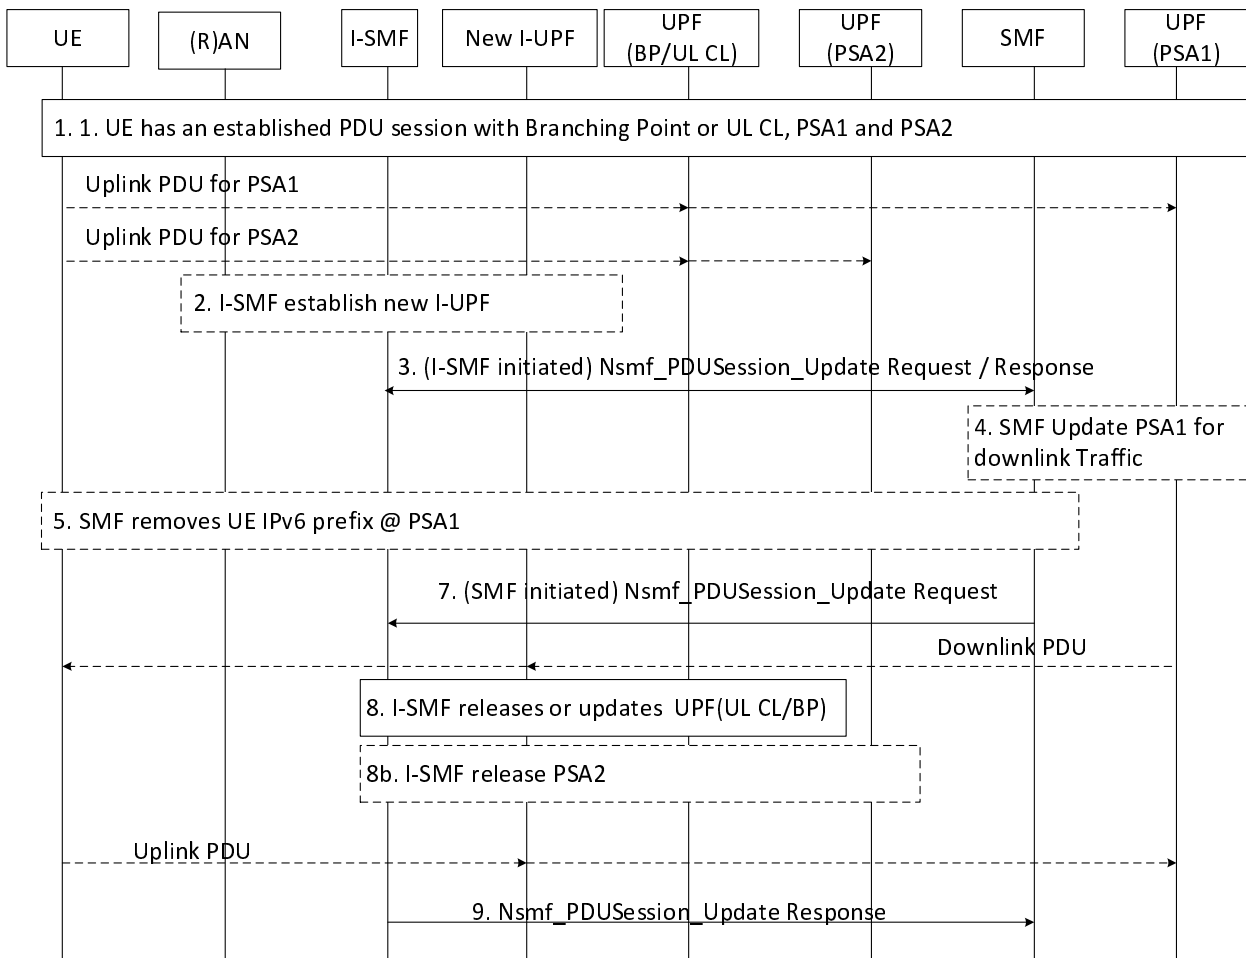 UE
(R)AN
I-SMF
New I-UPF
UPF
(BP/UL CL)
UPF
(PSA2)
SMF
UPF
(PSA1)
1. 1. UE has an established PDU session with Branching Point or UL CL, PSA1 and PSA2
Uplink PDU for PSA1
Uplink PDU for PSA2
2. I-SMF establish new I-UPF
3. (I-SMF initiated) Nsmf_PDUSession_Update Request / Response
4. SMF Update PSA1 for
downlink Traffic
5. SMF removes UE IPv6 prefix @ PSA1
7. (SMF initiated) Nsmf_PDUSession_Update Request
Downlink PDU
8. I-SMF releases or updates UPF(UL CL/BP)
8b. I-SMF release PSA2
Uplink PDU
9. Nsmf_PDUSession_Update Response